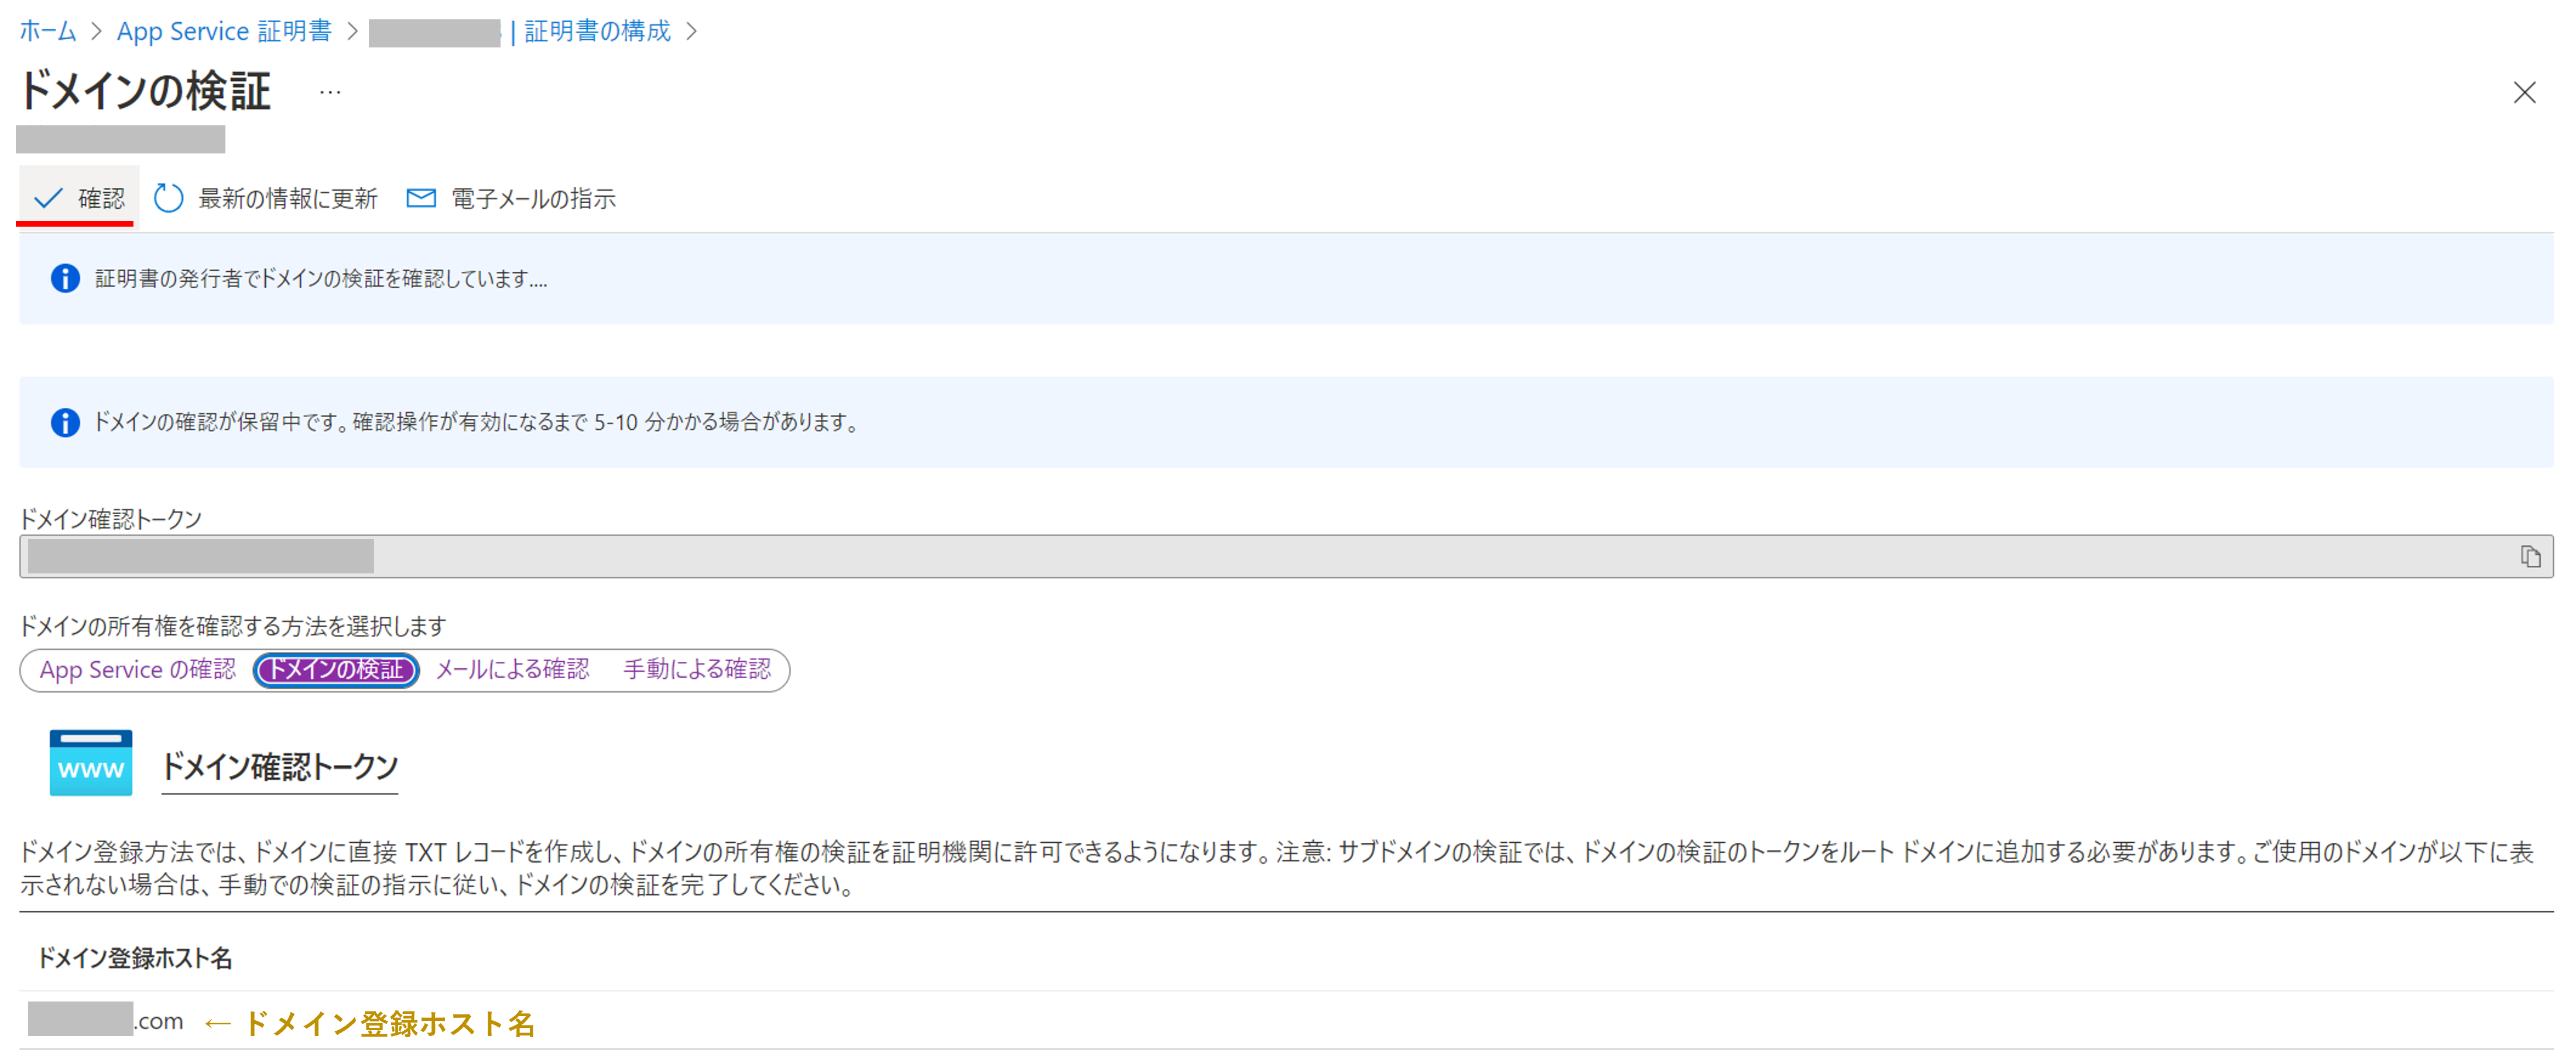 ホーム > App Service 証明書 > | 証明書の構成 >
ドメインの検証 ...
確認 最新の情報に更新 電子メールの指示
証明書の発行者でドメインの検証を確認しています....
ドメインの確認が保留中です。確認操作が有効になるまで 5-10 分かかる場合があります。
ドメイン確認トークン
ドメインの所有権を確認する方法を選択します
App Service の確認 ドメインの検証 メールによる確認 手動による確認
www
ドメイン確認トークン
ドメイン登録方法では、ドメインに直接 TXT レコードを作成し、ドメインの所有権の検証を証明機関に許可できるようになります。注意: サブドメインの検証では、ドメインの検証のトークンをルート ドメインに追加する必要があります。ご使用のドメインが以下に表
示されない場合は、手動での検証の指示に従い、ドメインの検証を完了してください。
ドメイン登録ホスト名
.com ← ドメイン登録ホスト名